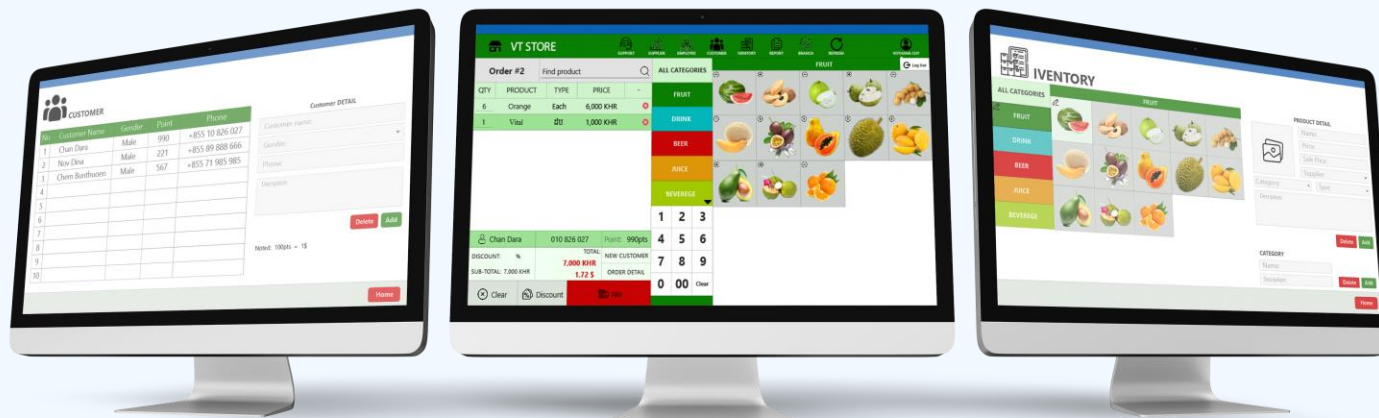 CUSTOMER
No Customer Name Gender Point Phone
1 Chan Dara Male 990 +855 10 826 027
2 Nov Dina Male 221 +855 89 888 666
3 Chem Bunthucen Male 567 +855 71 985 985
4
5
6
7
8
9
10
Customer DETAIL
Customer name:
Gender:
Phone:
Decription
Delete Add
Noted: 100pts = 1$
Home
VT STORE
SUPPORT SUPPLIER EMPLOYEE CUSTOMER INVENTORY REPORT BRANCH REFRESH
Log Out
Order #2 Find product
QTY PRODUCT TYPE PRICE -
6 Orange Each 6,000 KHR
1 Vital ដប 1,000 KHR
Chan Dara 010 826 027 Point: 990pts
DISCOUNT: %
SUB-TOTAL: 7,000 KHR
TOTAL
7,000 KHR
1.72 $
NEW CUSTOMER
ORDER DETAIL
Clear Discount
ALL CATEGORIES
FRUIT
DRINK
BEER
JUICE
BEVEREGE
1 2 3
4 5 6
7 8 9
0 00 Clear
FRUIT
IVENTORY
ALL CATEGORIES
FRUIT
DRINK
BEER
JUICE
BEVEREGE
FRUIT
PRODUCT DETAIL
Name:
Price
Sale Price
Supplier
Category Type
Decription
Delete Add
CATEGORY
Name:
Decription
Delete Add
Home